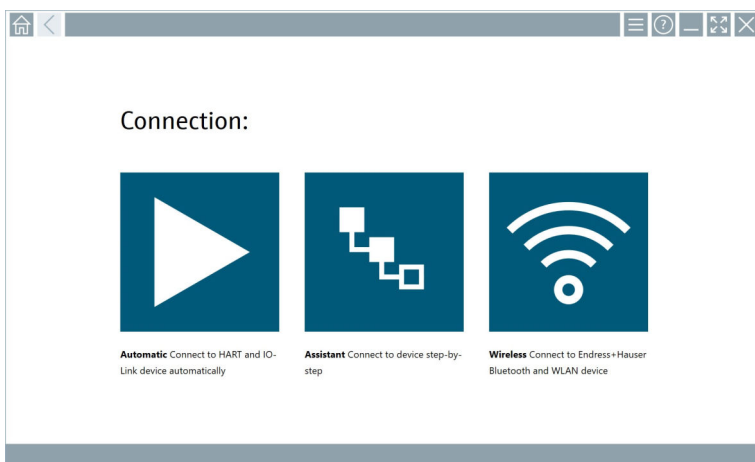 Connection:
Automatic Connect to HART and IO-
Link device automatically
Assistant Connect to device step-by-
step
Wireless Connect to Endress+Hauser
Bluetooth and WLAN device